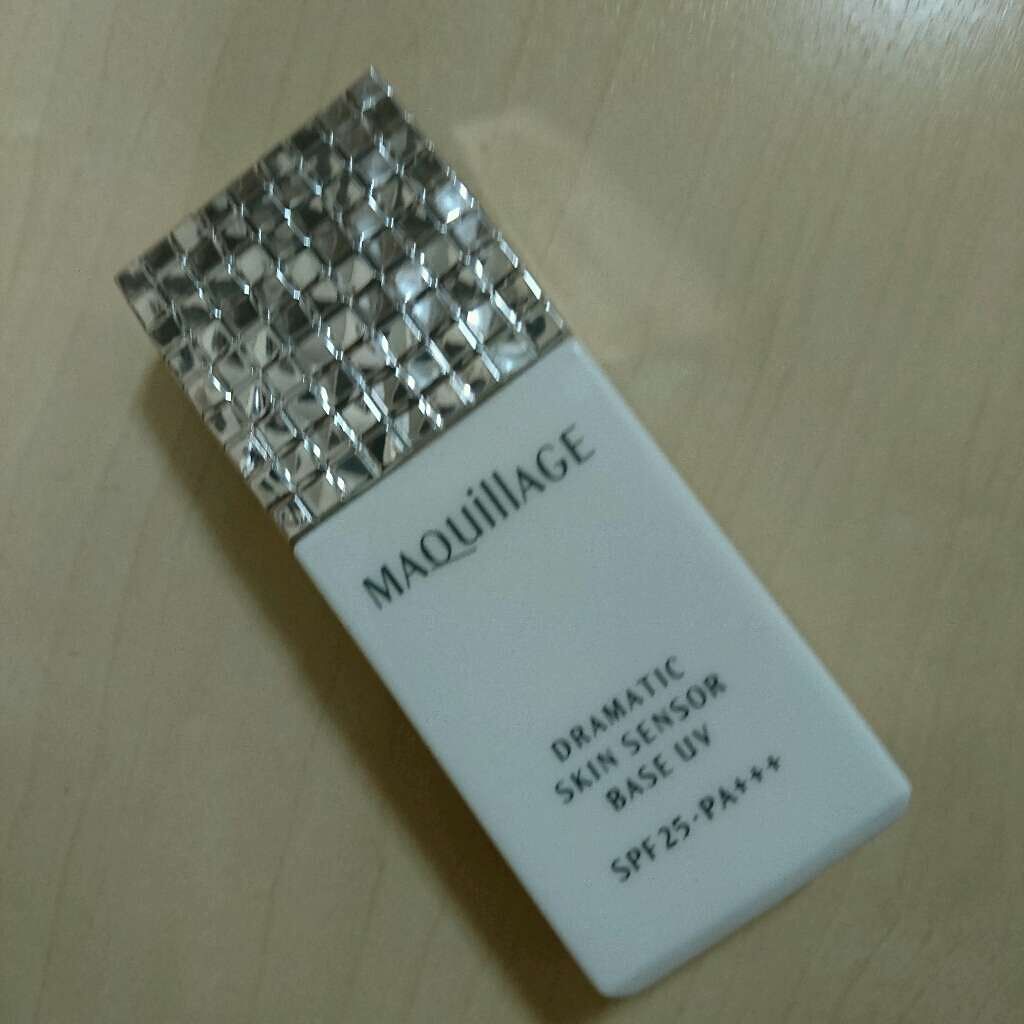 MAQuillAGE
DRAMATIC
SKIN SENSOR
BASE UV
SPF25·PA+++